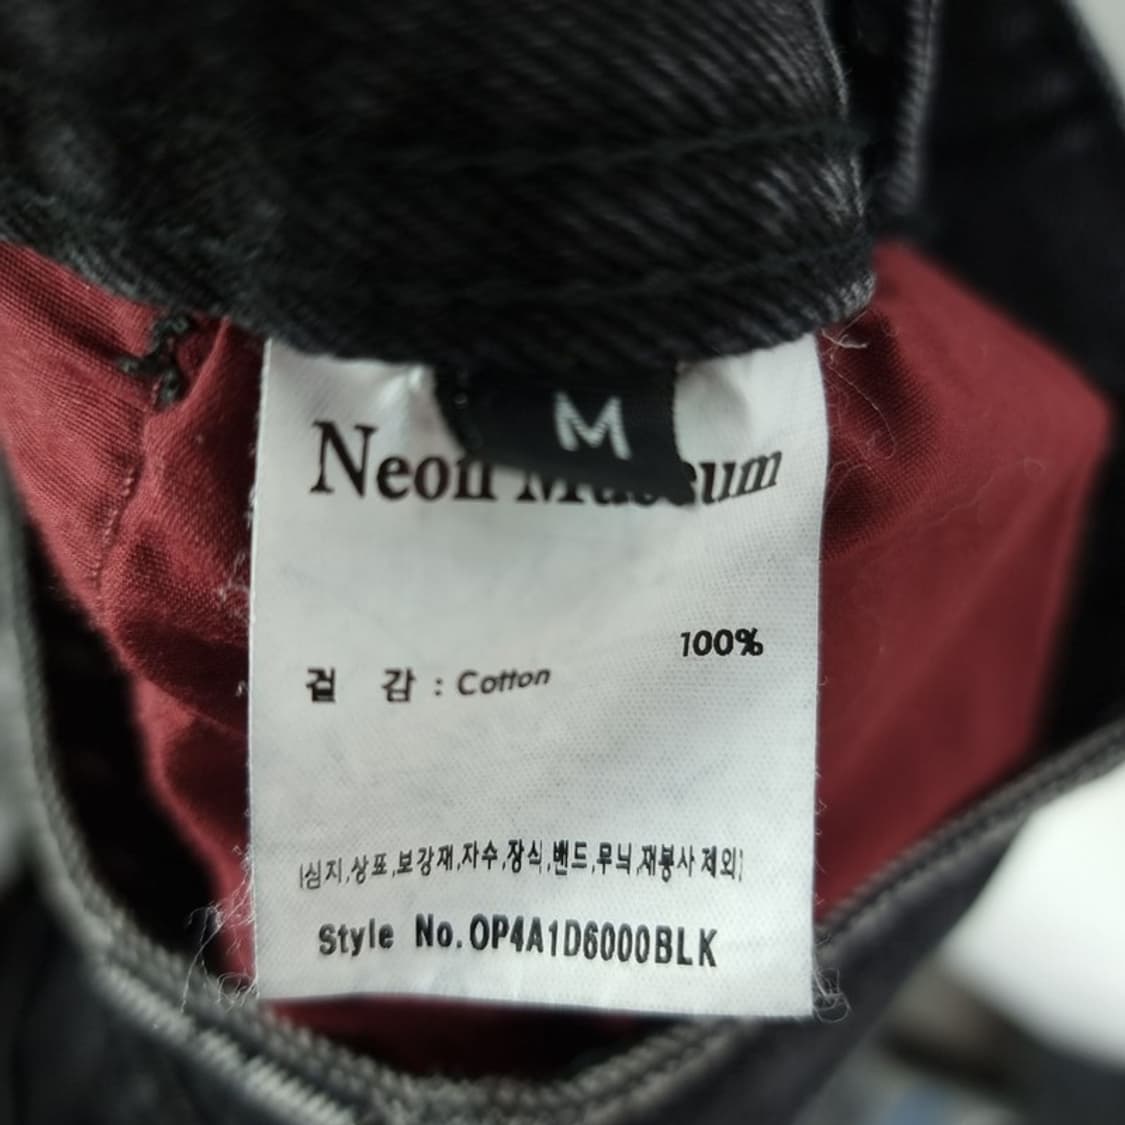 M
Neon Museum
100%
겉 감 : Cotton
(심지,상표,보강재,자수,장식,밴드,무늬,재봉사 제외)
Style No.OP4A1D6000BLK